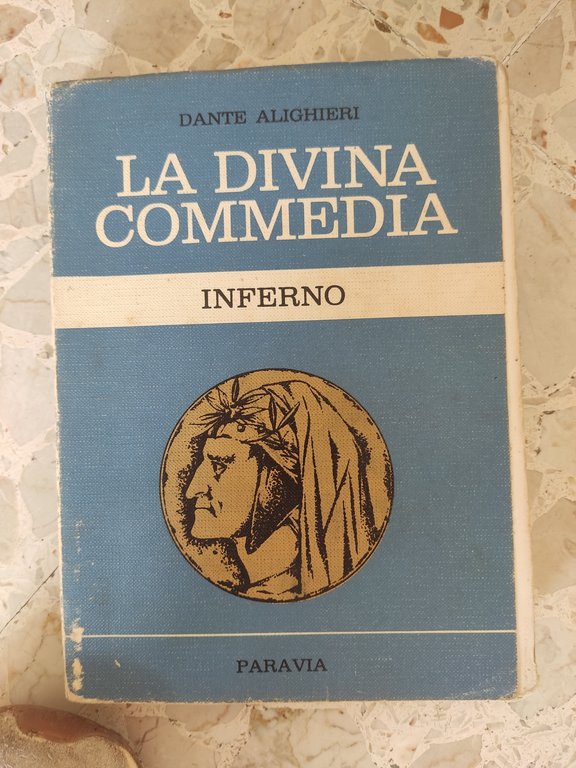 DANTE ALIGHIERI
LA DIVINA
COMMEDIA
INFERNO
PARAVIA